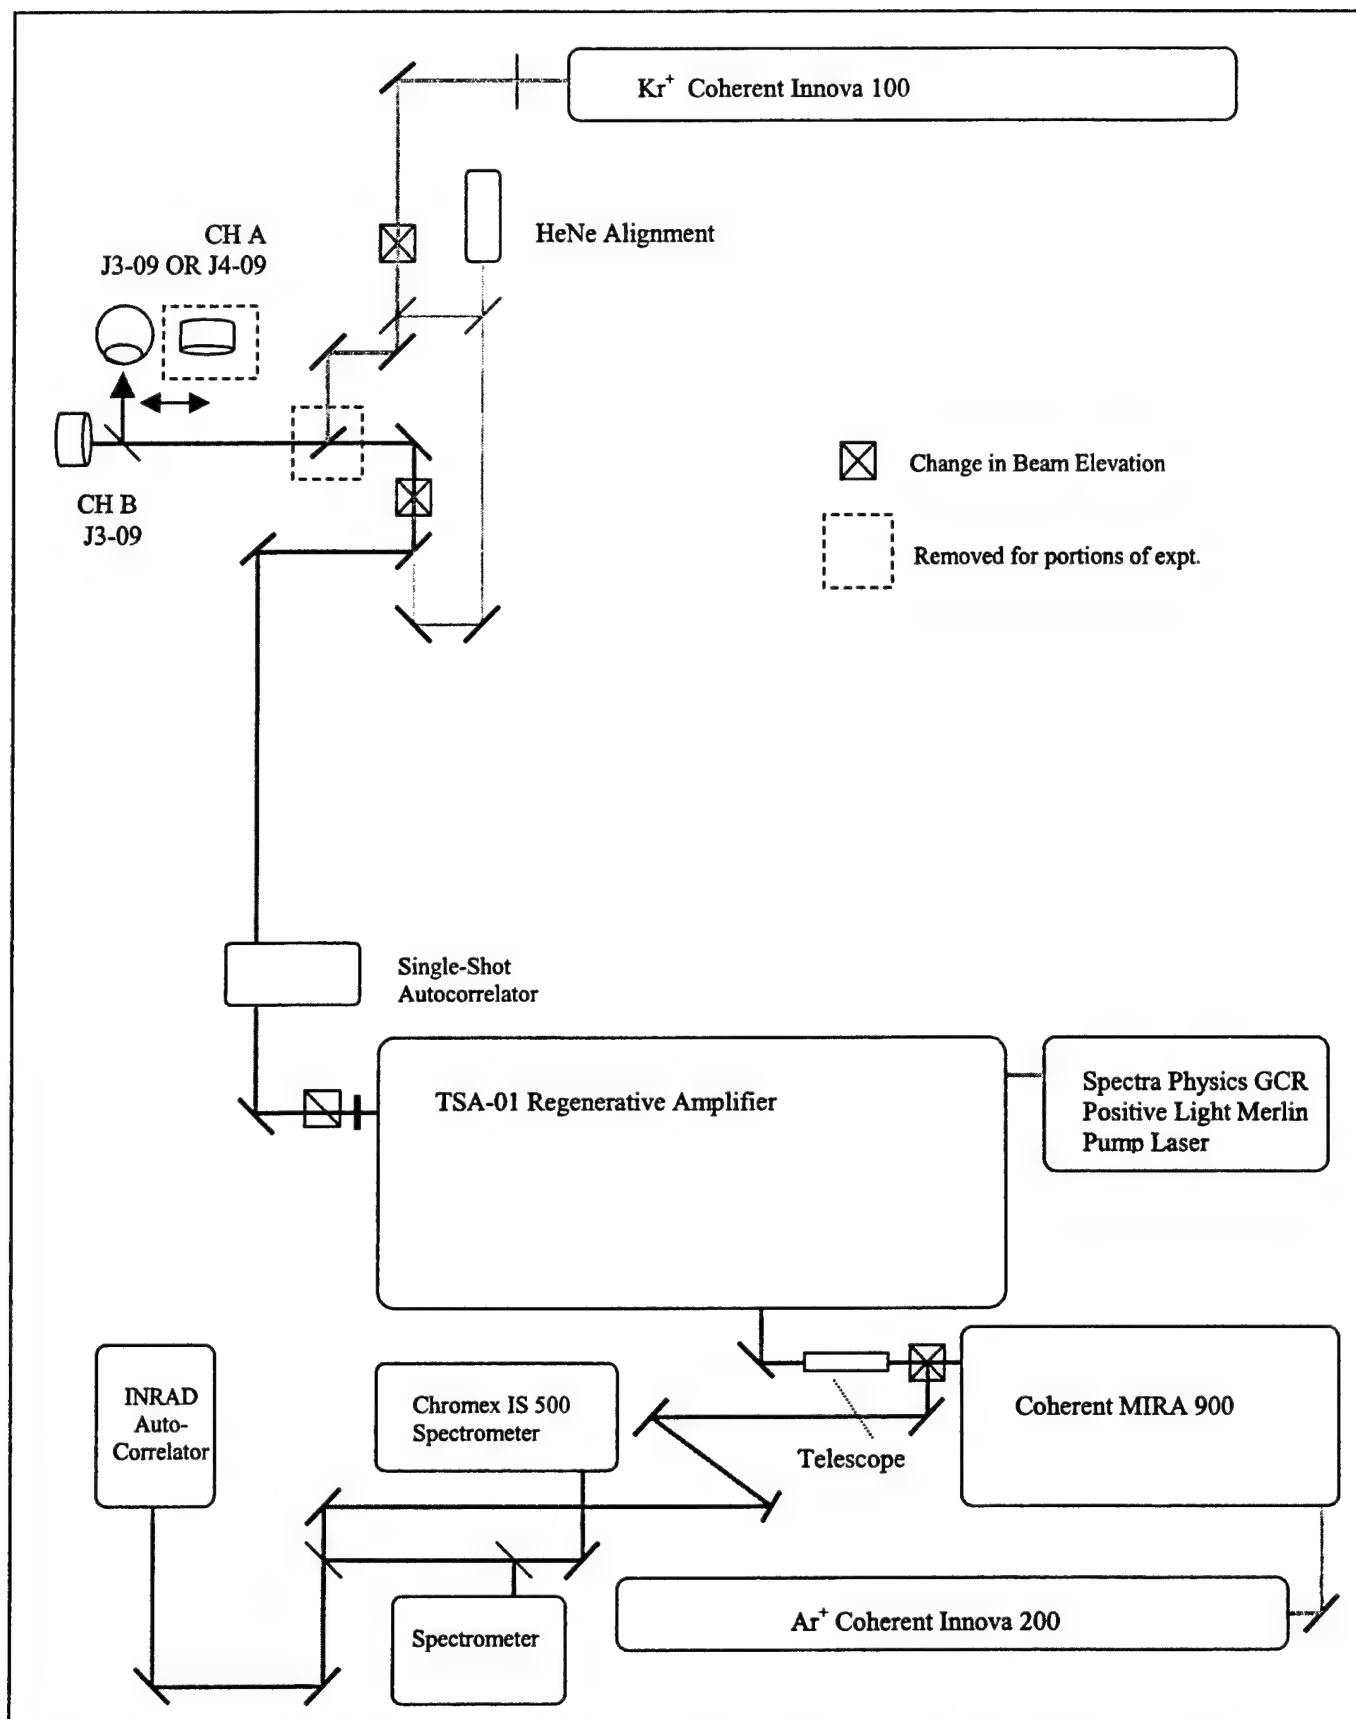 Kr+ Coherent Innova 100
HeNe Alignment
CH A
J3-09 OR J4-09
CH B
J3-09
Change in Beam Elevation
Removed for portions of expt.
Single-Shot
Autocorrelator
TSA-01 Regenerative Amplifier
Spectra Physics GCR
Positive Light Merlin
Pump Laser
INRAD
Auto-
Correlator
Chromex IS 500
Spectrometer
Telescope
Coherent MIRA 900
Spectrometer
Ar+ Coherent Innova 200